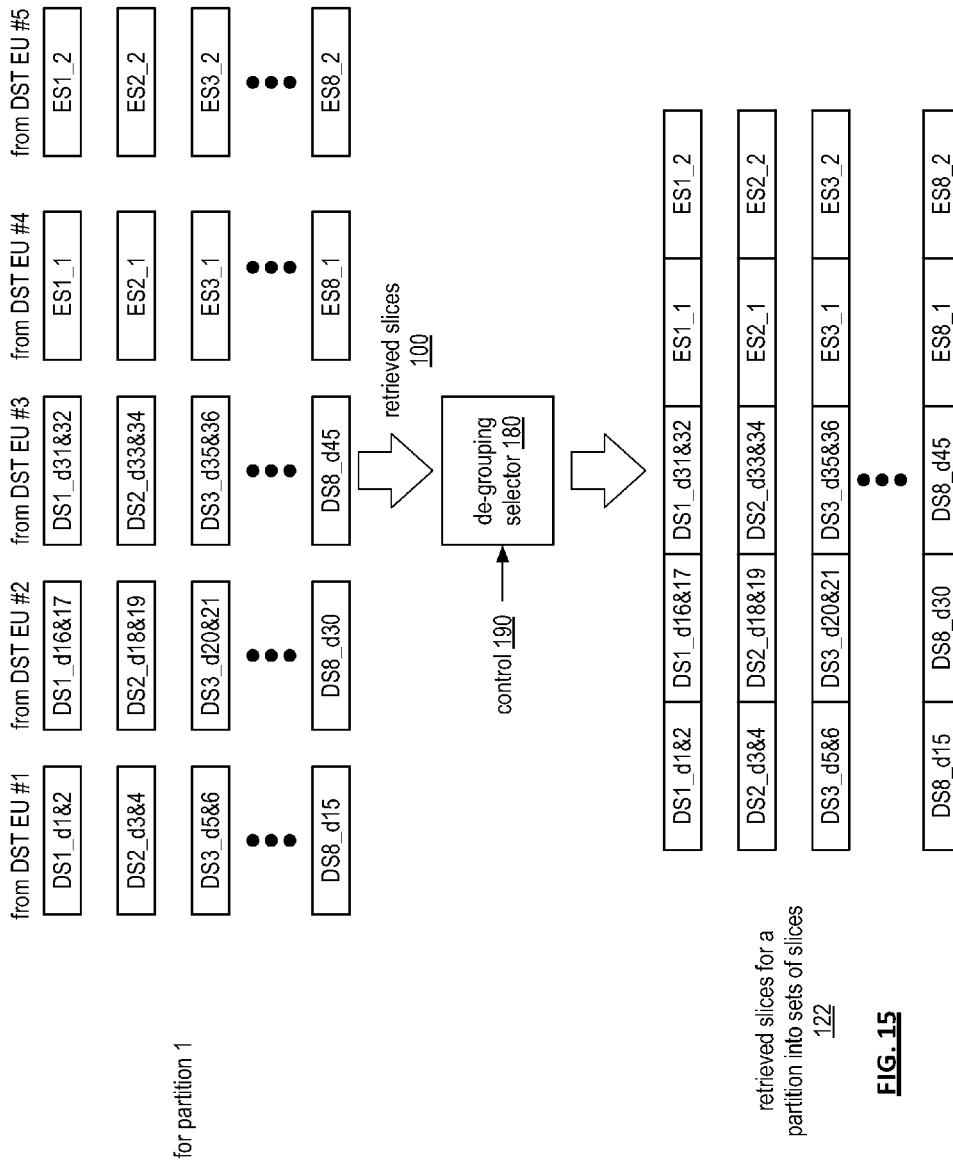 for partition 1
from DST EU #1
DS1_d1&2
DS2_d3&4
DS3_d5&6
DS8_d15
from DST EU #2
DS1_d16&17
DS2_d18&19
DS3_d20&21
DS8_d30
from DST EU #3
DS1_d31&32
DS2_d33&34
DS3_d35&36
DS8_d45
from DST EU #4
ES1_1
ES2_1
ES3_1
ES8_1
from DST EU #5
ES1_2
ES2_2
ES3_2
ES8_2
retrieved slices
100
control 190
de-grouping
selector 180
retrieved slices for a
partition into sets of slices
122
DS1_d1&2 DS1_d16&17 DS1_d31&32 ES1_1 ES1_2
DS2_d3&4 DS2_d18&19 DS2_d33&34 ES2_1 ES2_2
DS3_d5&6 DS3_d20&21 DS3_d35&36 ES3_1 ES3_2
DS8_d15 DS8_d30 DS8_d45 ES8_1 ES8_2
FIG. 15